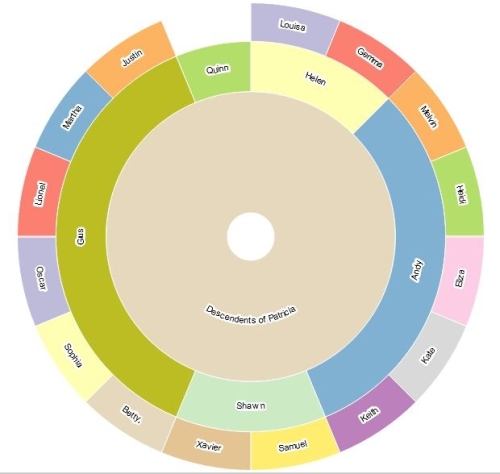 Louisa
Gemma
Melvin
Heidi
Eliza
Kate
Keith
Samuel
Xavier
Betty.
Sophia
Oscar
Lionel
Martha
Justin
Quinn
Helen
Andy
Shawn
Gus
Descendents of Patricia